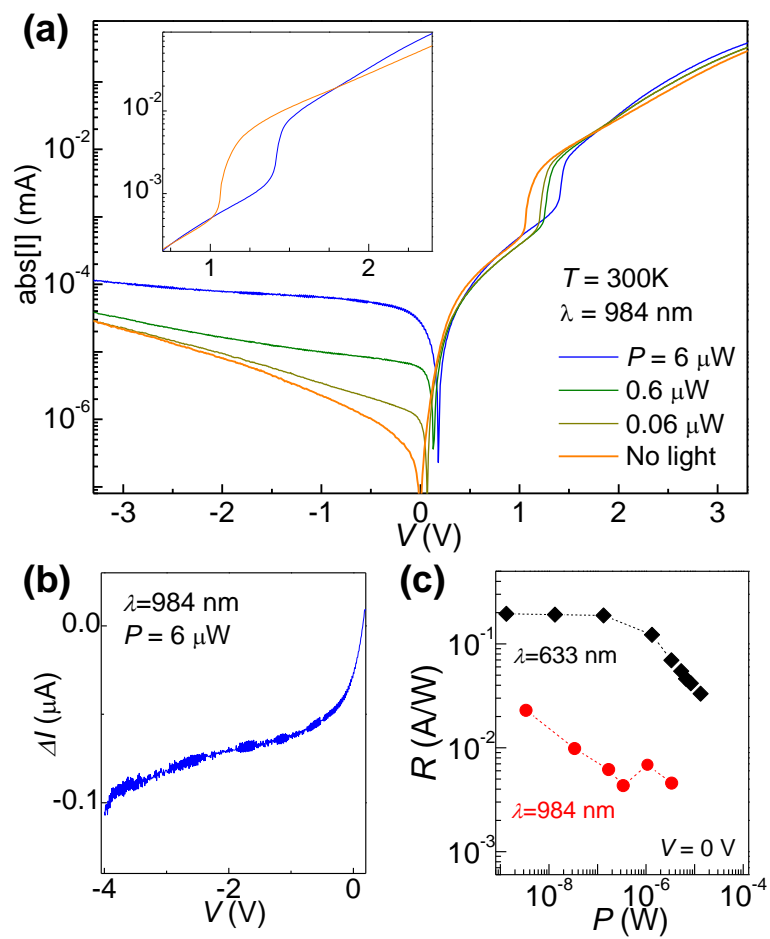 (a)
10⁻²
10⁻³
1
2
abs[I] (mA)
10⁻²
10⁻⁴
10⁻⁶
T = 300K
λ = 984 nm
P = 6 μW
0.6 μW
0.06 μW
No light
-3
-2
-1
0
1
2
3
V (V)
(b)
λ=984 nm
P = 6 μW
0.0
-0.1
ΔI (μA)
-4
-2
0
V (V)
(c)
10⁻¹
10⁻²
10⁻³
R (A/W)
λ=633 nm
λ=984 nm
V = 0 V
10⁻⁸
10⁻⁶
10⁻⁴
P (W)